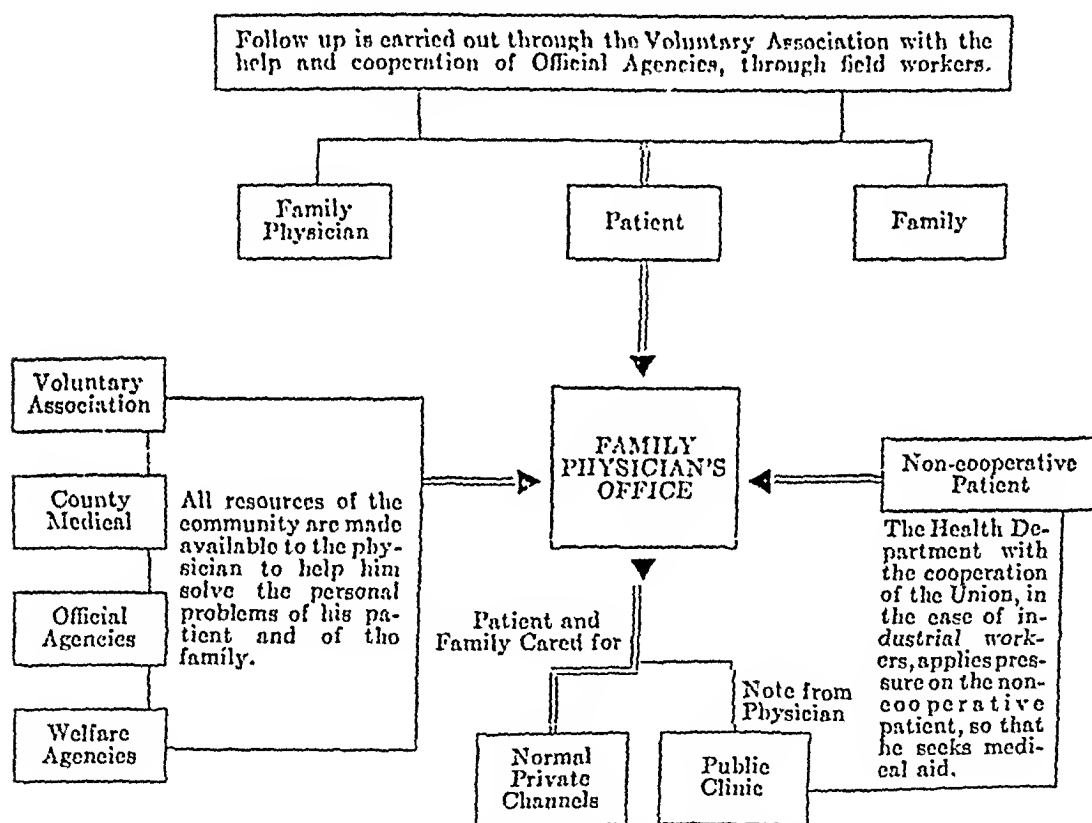 Follow up is carried out through the Voluntary Association with the
help and cooperation of Official Agencies, through field workers.
Family
Physician
Patient
Family
Voluntary
Association
County
Medical
Official
Agencies
Welfare
Agencies
All resources of the
community are made
available to the phy-
sician to help him
solve the personal
problems of his pa-
tient and of the
family.
FAMILY
PHYSICIAN'S
OFFICE
Non-cooperative
Patient
The Health De-
partment with
the cooperation
of the Union, in
the case of in-
dustrial work-
ers, applies pres-
sure on the non-
cooperative
patient, so that
he seeks medi-
cal aid.
Patient and
Family Cared for
Note from
Physician
Normal
Private
Channels
Public
Clinic